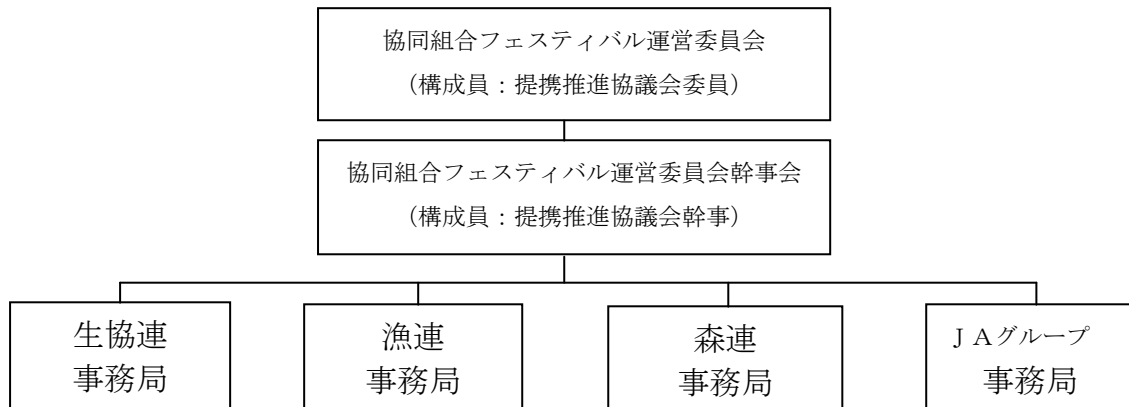 協同組合フェスティバル運営委員会
（構成員：提携推進協議会委員）
協同組合フェスティバル運営委員会幹事会
（構成員：提携推進協議会幹事）
生協連
事務局
漁連
事務局
森連
事務局
ＪＡグループ
事務局